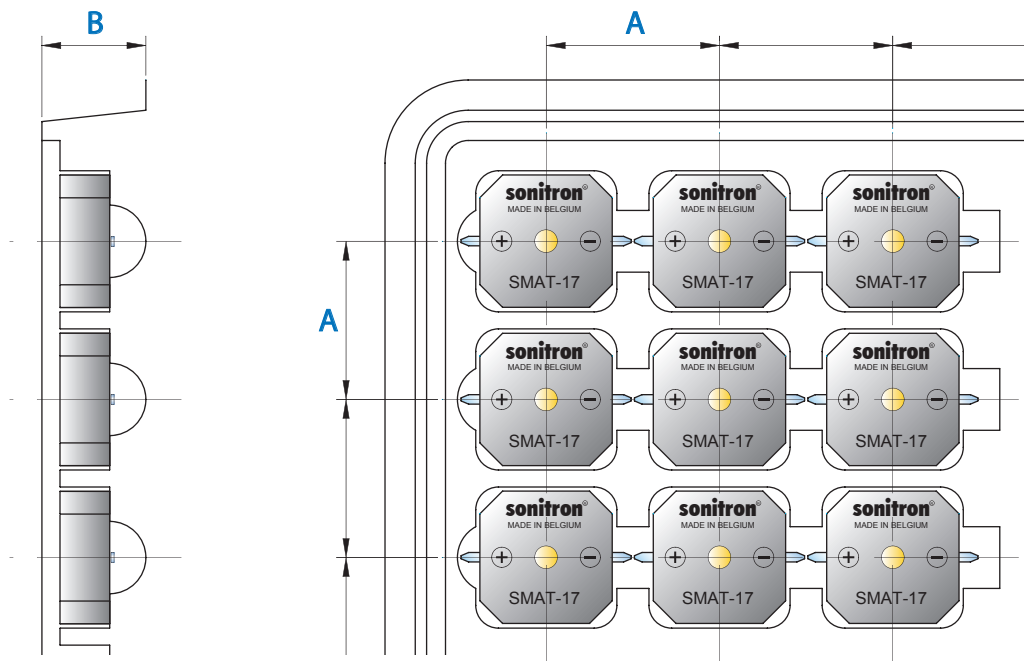 B
A
sonitron®
MADE IN BELGIUM
+ −
SMAT-17
sonitron®
MADE IN BELGIUM
+ −
SMAT-17
sonitron®
MADE IN BELGIUM
+ −
SMAT-17
A
sonitron®
MADE IN BELGIUM
+ −
SMAT-17
sonitron®
MADE IN BELGIUM
+ −
SMAT-17
sonitron®
MADE IN BELGIUM
+ −
SMAT-17
sonitron®
MADE IN BELGIUM
+ −
SMAT-17
sonitron®
MADE IN BELGIUM
+ −
SMAT-17
sonitron®
MADE IN BELGIUM
+ −
SMAT-17